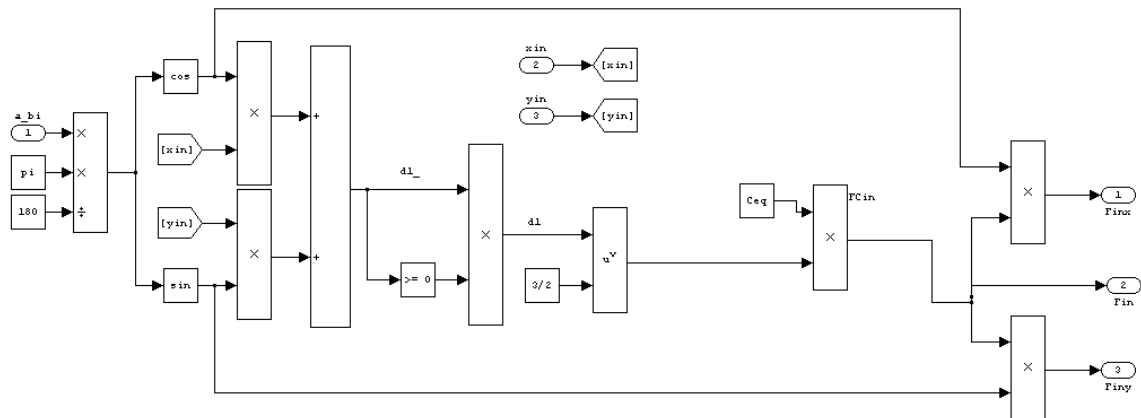 a_bi
1
×
pi
×
180
÷
cos
[xin]
×
[yin]
sin
×
+
+
xin
2
[xin]
yin
3
[yin]
dl_
>= 0
×
dl
3/2
u^v
Ceq
FCin
×
×
1
Finx
2
Fin
×
3
Finy